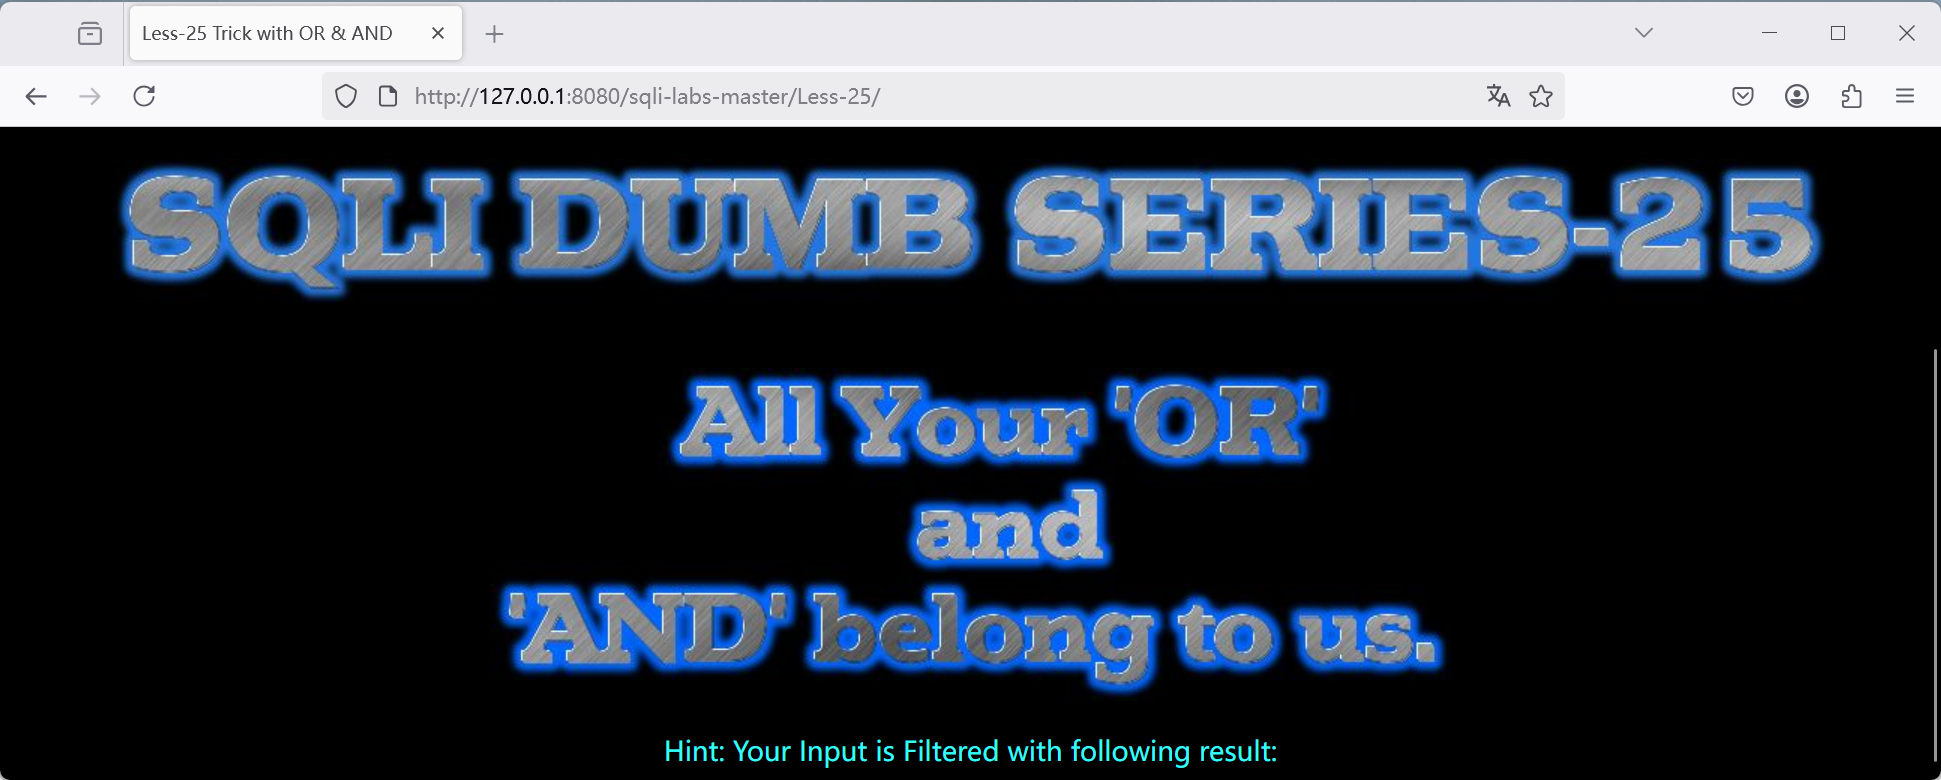 Less-25 Trick with OR & AND
http://127.0.0.1:8080/sqli-labs-master/Less-25/
SQLI DUMB SERIES-25
All Your 'OR'
and
'AND' belong to us.
Hint: Your Input is Filtered with following result: